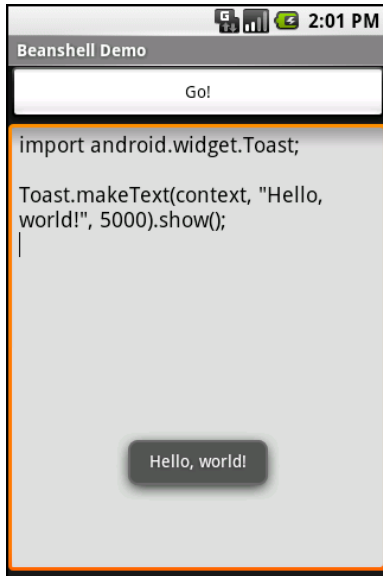 2:01 PM
Beanshell Demo
Go!
import android.widget.Toast;
Toast.makeText(context, "Hello,
world!", 5000).show();
Hello, world!